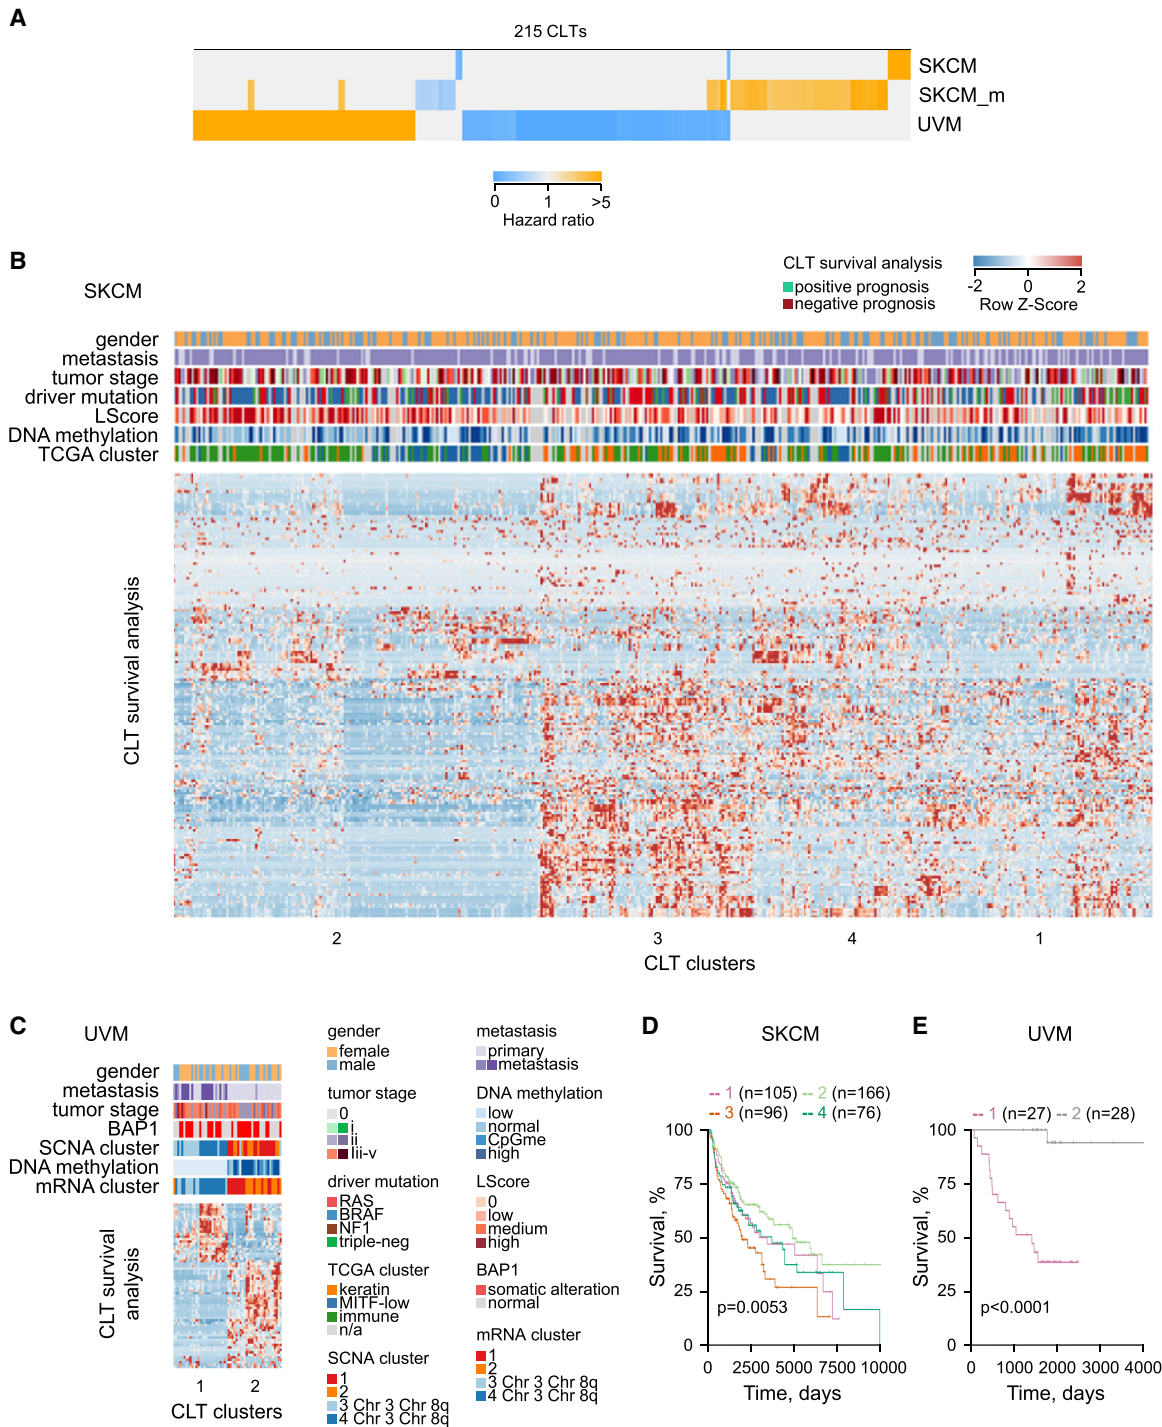 A
215 CLTs
SKCM
SKCM_m
UVM
0 1 >5
Hazard ratio
B
SKCM
CLT survival analysis
positive prognosis
negative prognosis
-2 0 2
Row Z-Score
gender
metastasis
tumor stage
driver mutation
LScore
DNA methylation
TCGA cluster
CLT survival analysis
2 3 4 1
CLT clusters
C
UVM
gender
metastasis
tumor stage
BAP1
SCNA cluster
DNA methylation
mRNA cluster
CLT survival
analysis
1 2
CLT clusters
gender
female
male
tumor stage
0
i
ii
Iii-v
driver mutation
RAS
BRAF
NF1
triple-neg
TCGA cluster
keratin
MITF-low
immune
n/a
SCNA cluster
1
2
3 Chr 3 Chr 8q
4 Chr 3 Chr 8q
metastasis
primary
metastasis
DNA methylation
low
normal
CpGme
high
LScore
0
low
medium
high
BAP1
somatic alteration
normal
mRNA cluster
1
2
3 Chr 3 Chr 8q
4 Chr 3 Chr 8q
D
SKCM
1 (n=105) 2 (n=166)
3 (n=96) 4 (n=76)
100
75
50
25
0
Survival, %
p=0.0053
0 2500 5000 7500 10000
Time, days
E
UVM
1 (n=27) 2 (n=28)
100
75
50
25
0
Survival, %
p<0.0001
0 1000 2000 3000 4000
Time, days